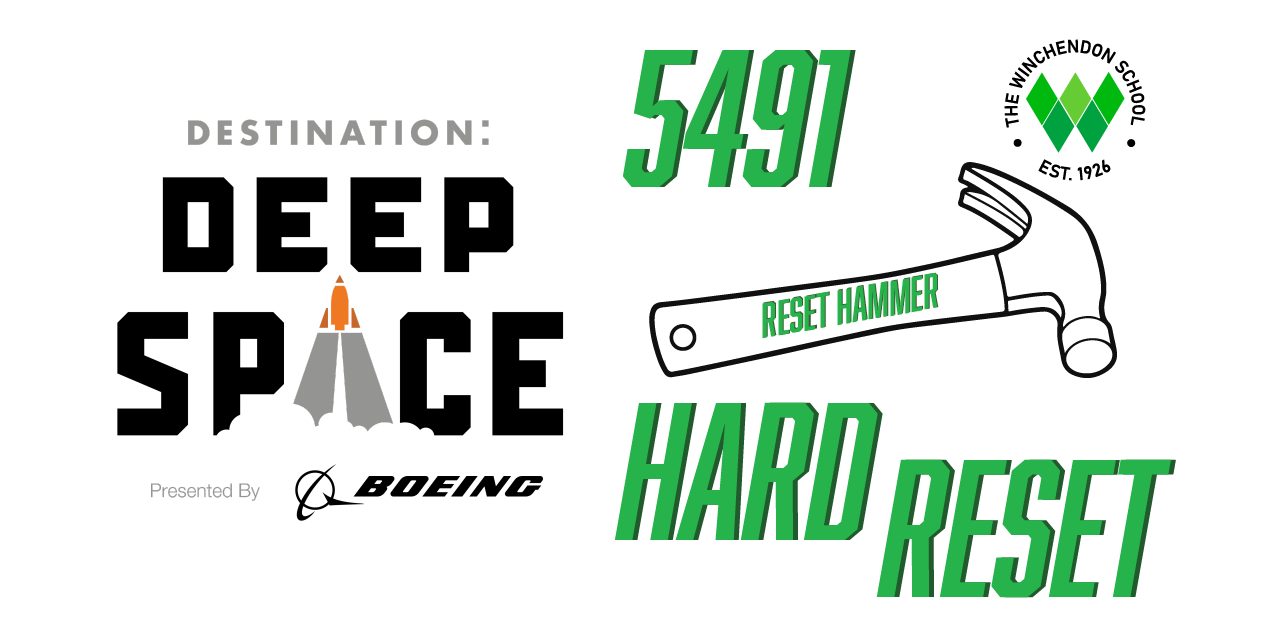 DESTINATION:
DEEP
SPACE
Presented By BOEING
5491
THE WINCHENDON SCHOOL
EST. 1926
RESET HAMMER
HARD
RESET